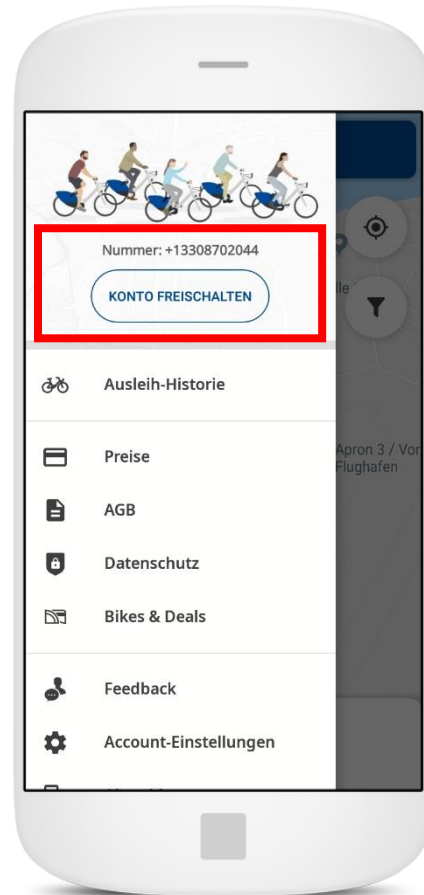 Nummer: +13308702044
KONTO FREISCHALTEN
Ausleih-Historie
Preise
Apron 3 / Vor
Flughafen
AGB
Datenschutz
Bikes & Deals
Feedback
Account-Einstellungen